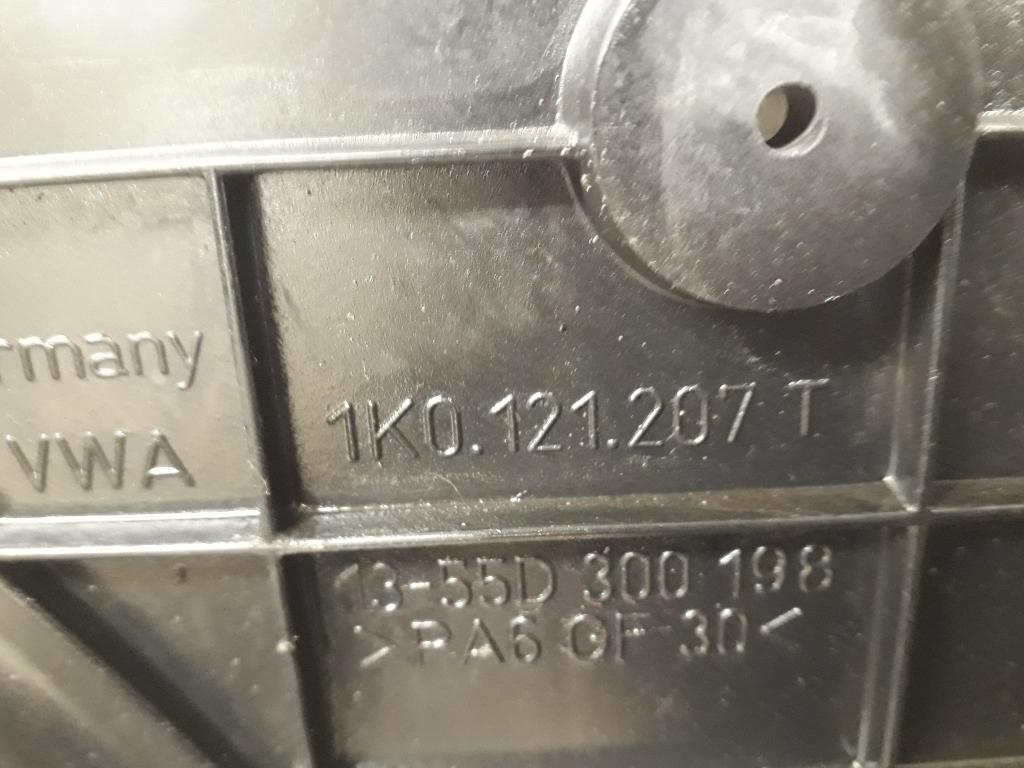 rmany
VWA
1K0.121.207 T
13-55D 300 198
>PA6 GF 30<